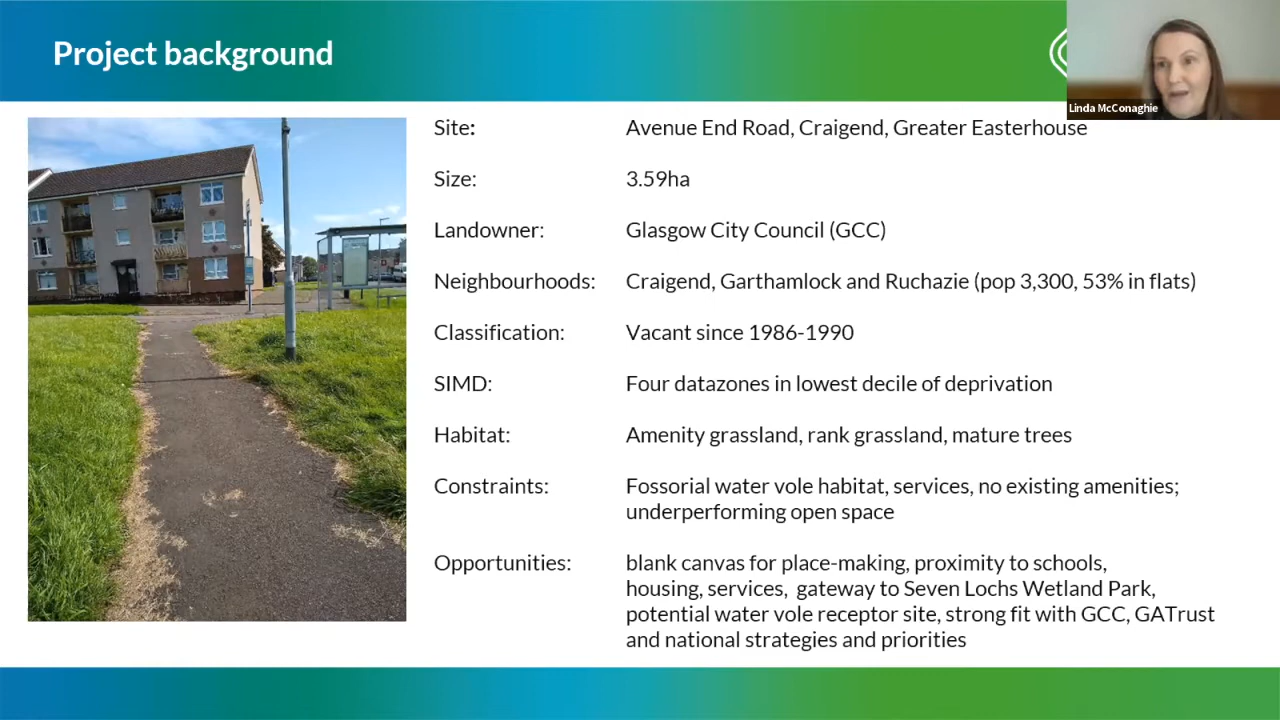 Project background
Linda McConaghie
Site: Avenue End Road, Craigend, Greater Easterhouse
Size: 3.59ha
Landowner: Glasgow City Council (GCC)
Neighbourhoods: Craigend, Garthamlock and Ruchazie (pop 3,300, 53% in flats)
Classification: Vacant since 1986-1990
SIMD: Four datazones in lowest decile of deprivation
Habitat: Amenity grassland, rank grassland, mature trees
Constraints: Fossorial water vole habitat, services, no existing amenities;
underperforming open space
Opportunities: blank canvas for place-making, proximity to schools,
housing, services,  gateway to Seven Lochs Wetland Park,
potential water vole receptor site, strong fit with GCC, GATrust
and national strategies and priorities